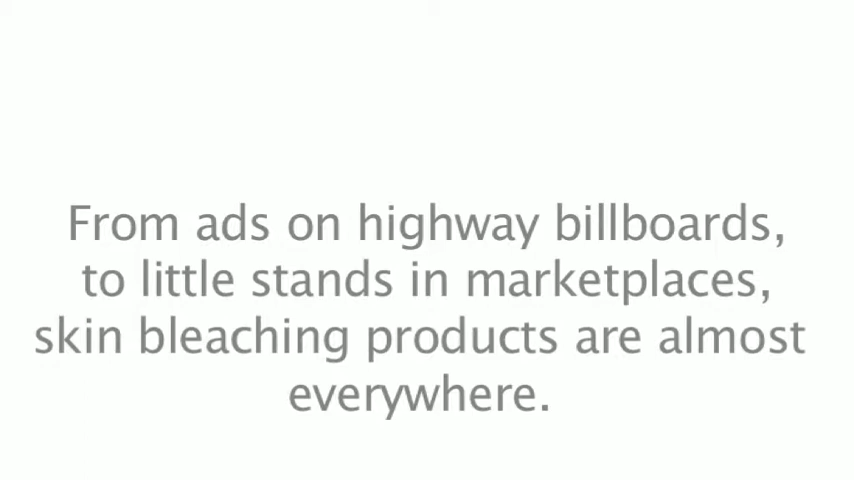 From ads on highway billboards,
to little stands in marketplaces,
skin bleaching products are almost
everywhere.